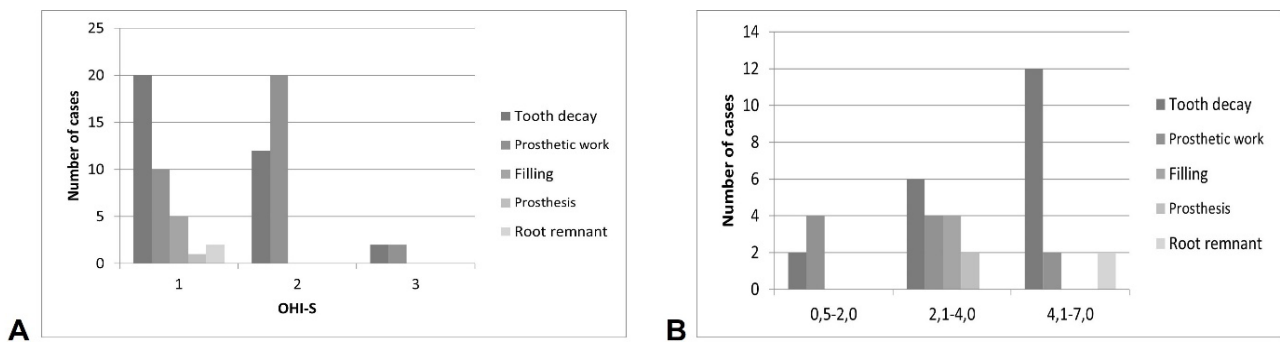 25
20
15
10
5
0
Number of cases
1
2
3
OHI-S
Tooth decay
Prosthetic work
Filling
Prosthesis
Root remnant
A
14
12
10
8
6
4
2
0
Number of cases
0,5-2,0
2,1-4,0
4,1-7,0
Tooth decay
Prosthetic work
Filling
Prosthesis
Root remnant
B